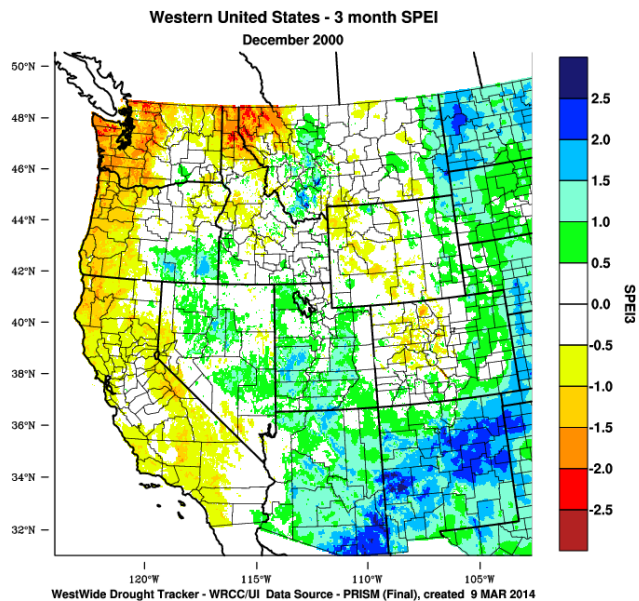 Western United States - 3 month SPEI
December 2000
50°N
48°N
46°N
44°N
42°N
40°N
38°N
36°N
34°N
32°N
120°W
115°W
110°W
105°W
2.5
2.0
1.5
1.0
0.5
0.0
-0.5
-1.0
-1.5
-2.0
-2.5
SPEI3
WestWide Drought Tracker - WRCC/UI Data Source - PRISM (Final), created 9 MAR 2014